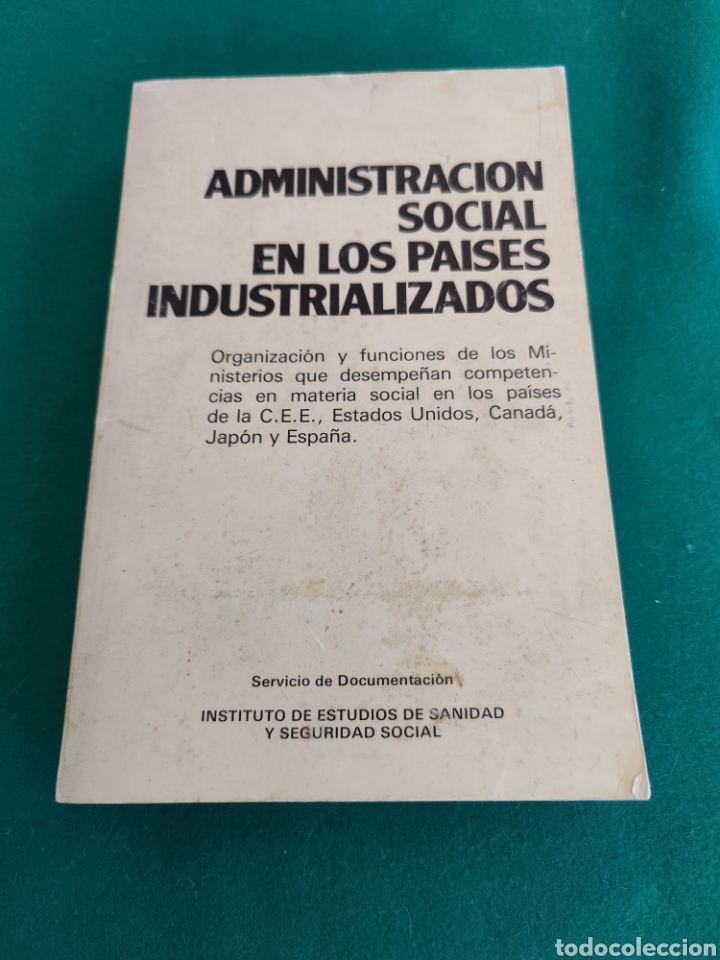 ADMINISTRACION
SOCIAL
EN LOS PAISES
INDUSTRIALIZADOS
Organización y funciones de los Mi-
nisterios que desempeñan competen-
cias en materia social en los países
de la C.E.E., Estados Unidos, Canadá,
Japón y España.
Servicio de Documentación
INSTITUTO DE ESTUDIOS DE SANIDAD
Y SEGURIDAD SOCIAL
todocoleccion